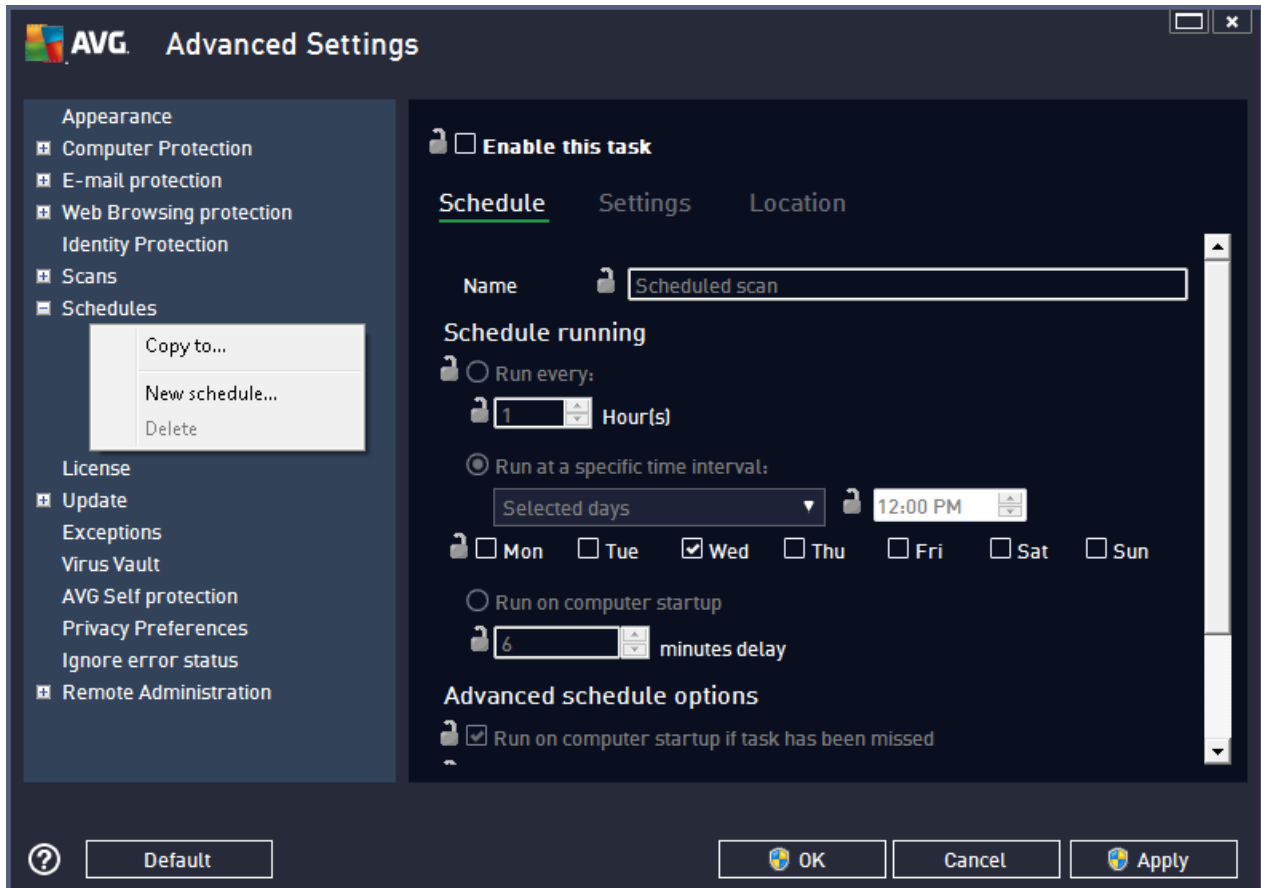 AVG. Advanced Settings
Appearance
Computer Protection
E-mail protection
Web Browsing protection
Identity Protection
Scans
Schedules
Copy to...
New schedule...
Delete
License
Update
Exceptions
Virus Vault
AVG Self protection
Privacy Preferences
Ignore error status
Remote Administration
Enable this task
Schedule Settings Location
Name Scheduled scan
Schedule running
Run every:
1 Hour(s)
Run at a specific time interval:
Selected days 12:00 PM
Mon Tue Wed Thu Fri Sat Sun
Run on computer startup
6 minutes delay
Advanced schedule options
Run on computer startup if task has been missed
? Default OK Cancel Apply